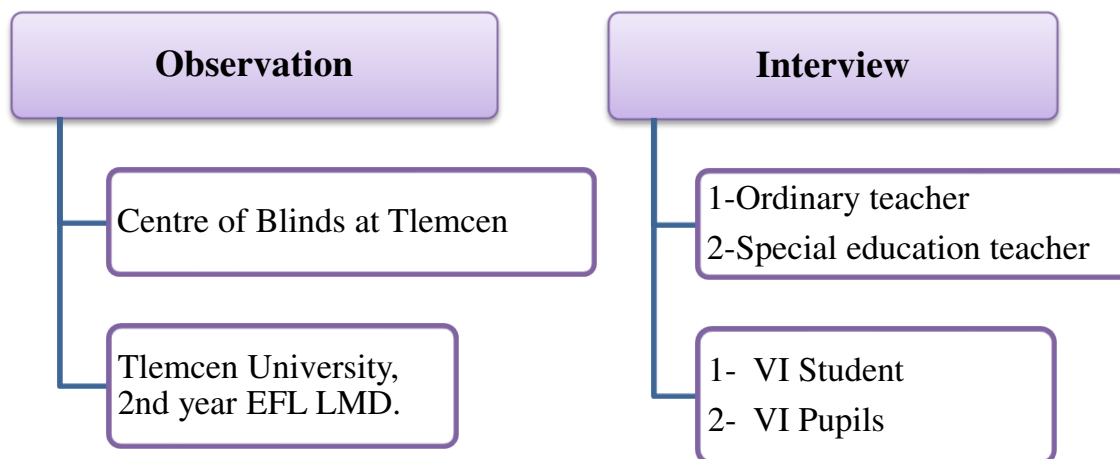 Observation
Centre of Blinds at Tlemcen
Tlemcen University,
2nd year EFL LMD.
Interview
1-Ordinary teacher
2-Special education teacher
1- VI Student
2- VI Pupils